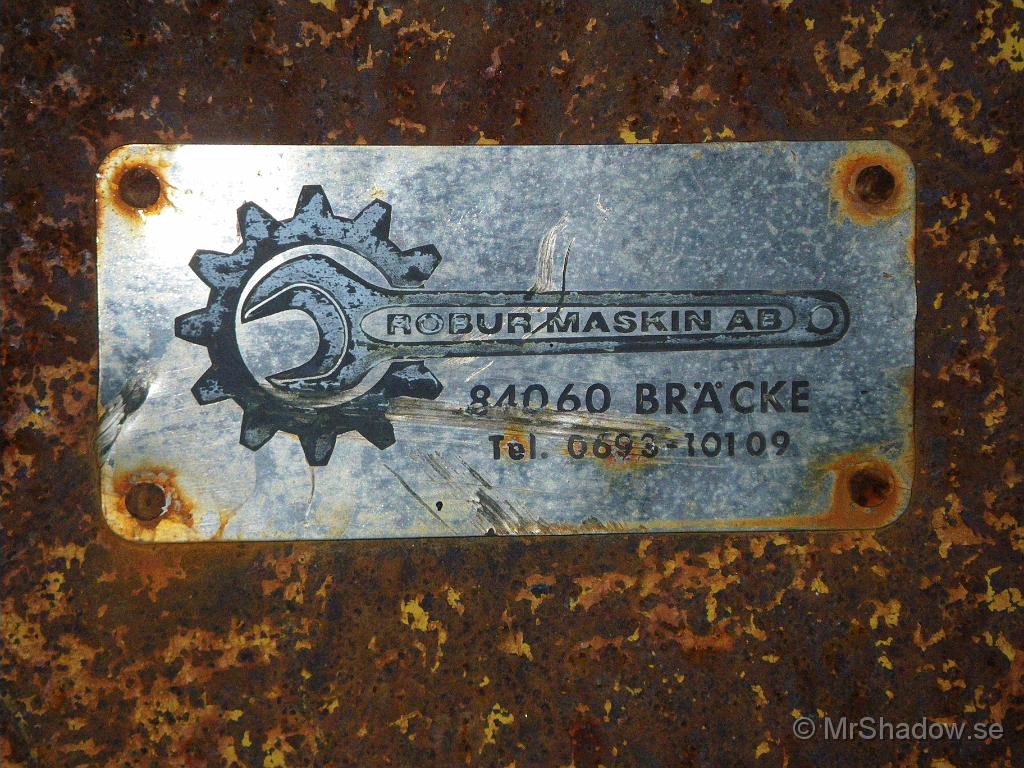 ROBUR MASKIN AB
84060 BRÄCKE
Tel. 0693-10109
© MrShadow.se